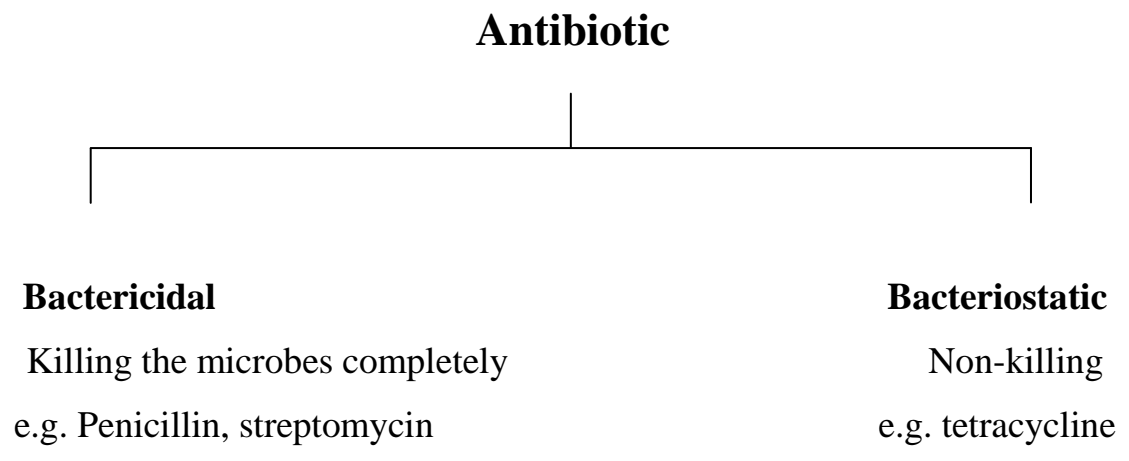 Antibiotic
Bactericidal
Killing the microbes completely
e.g. Penicillin, streptomycin
Bacteriostatic
Non-killing
e.g. tetracycline